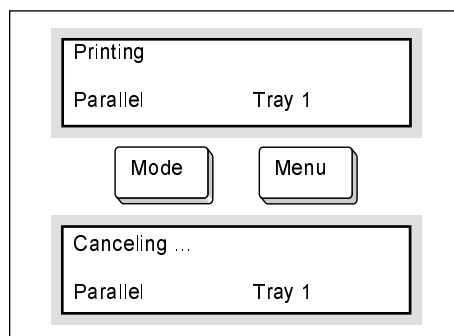 Printing
Parallel Tray 1
Mode Menu
Canceling ...
Parallel Tray 1